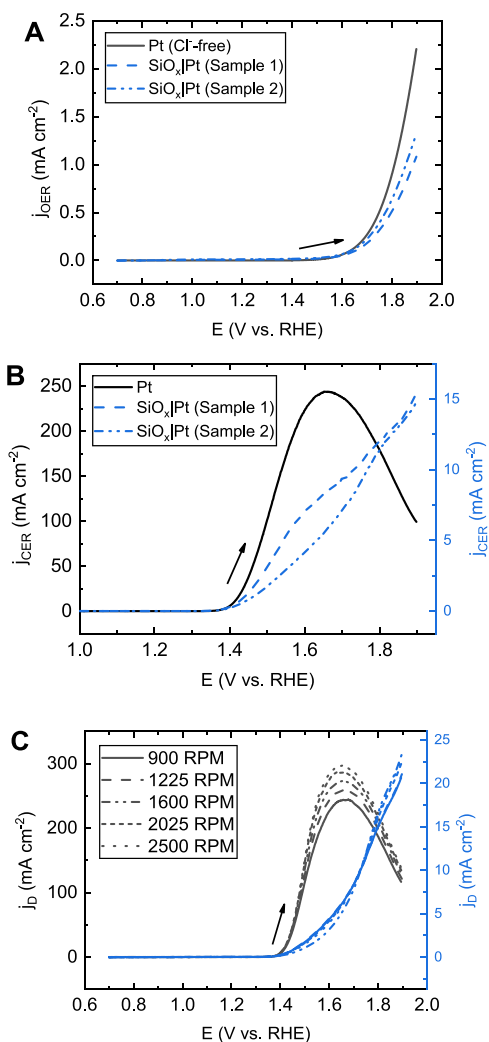 A
Pt (Cl⁻-free)
SiOₓ|Pt (Sample 1)
SiOₓ|Pt (Sample 2)
2.5
2.0
1.5
1.0
0.5
0.0
j_OER (mA cm⁻²)
0.6 0.8 1.0 1.2 1.4 1.6 1.8 2.0
E (V vs. RHE)
B
Pt
SiOₓ|Pt (Sample 1)
SiOₓ|Pt (Sample 2)
250
200
150
100
50
0
j_CER (mA cm⁻²)
15
10
5
0
j_CER (mA cm⁻²)
1.0 1.2 1.4 1.6 1.8
E (V vs. RHE)
C
900 RPM
1225 RPM
1600 RPM
2025 RPM
2500 RPM
300
200
100
0
j_D (mA cm⁻²)
25
20
15
10
5
0
j_D (mA cm⁻²)
0.6 0.8 1.0 1.2 1.4 1.6 1.8 2.0
E (V vs. RHE)